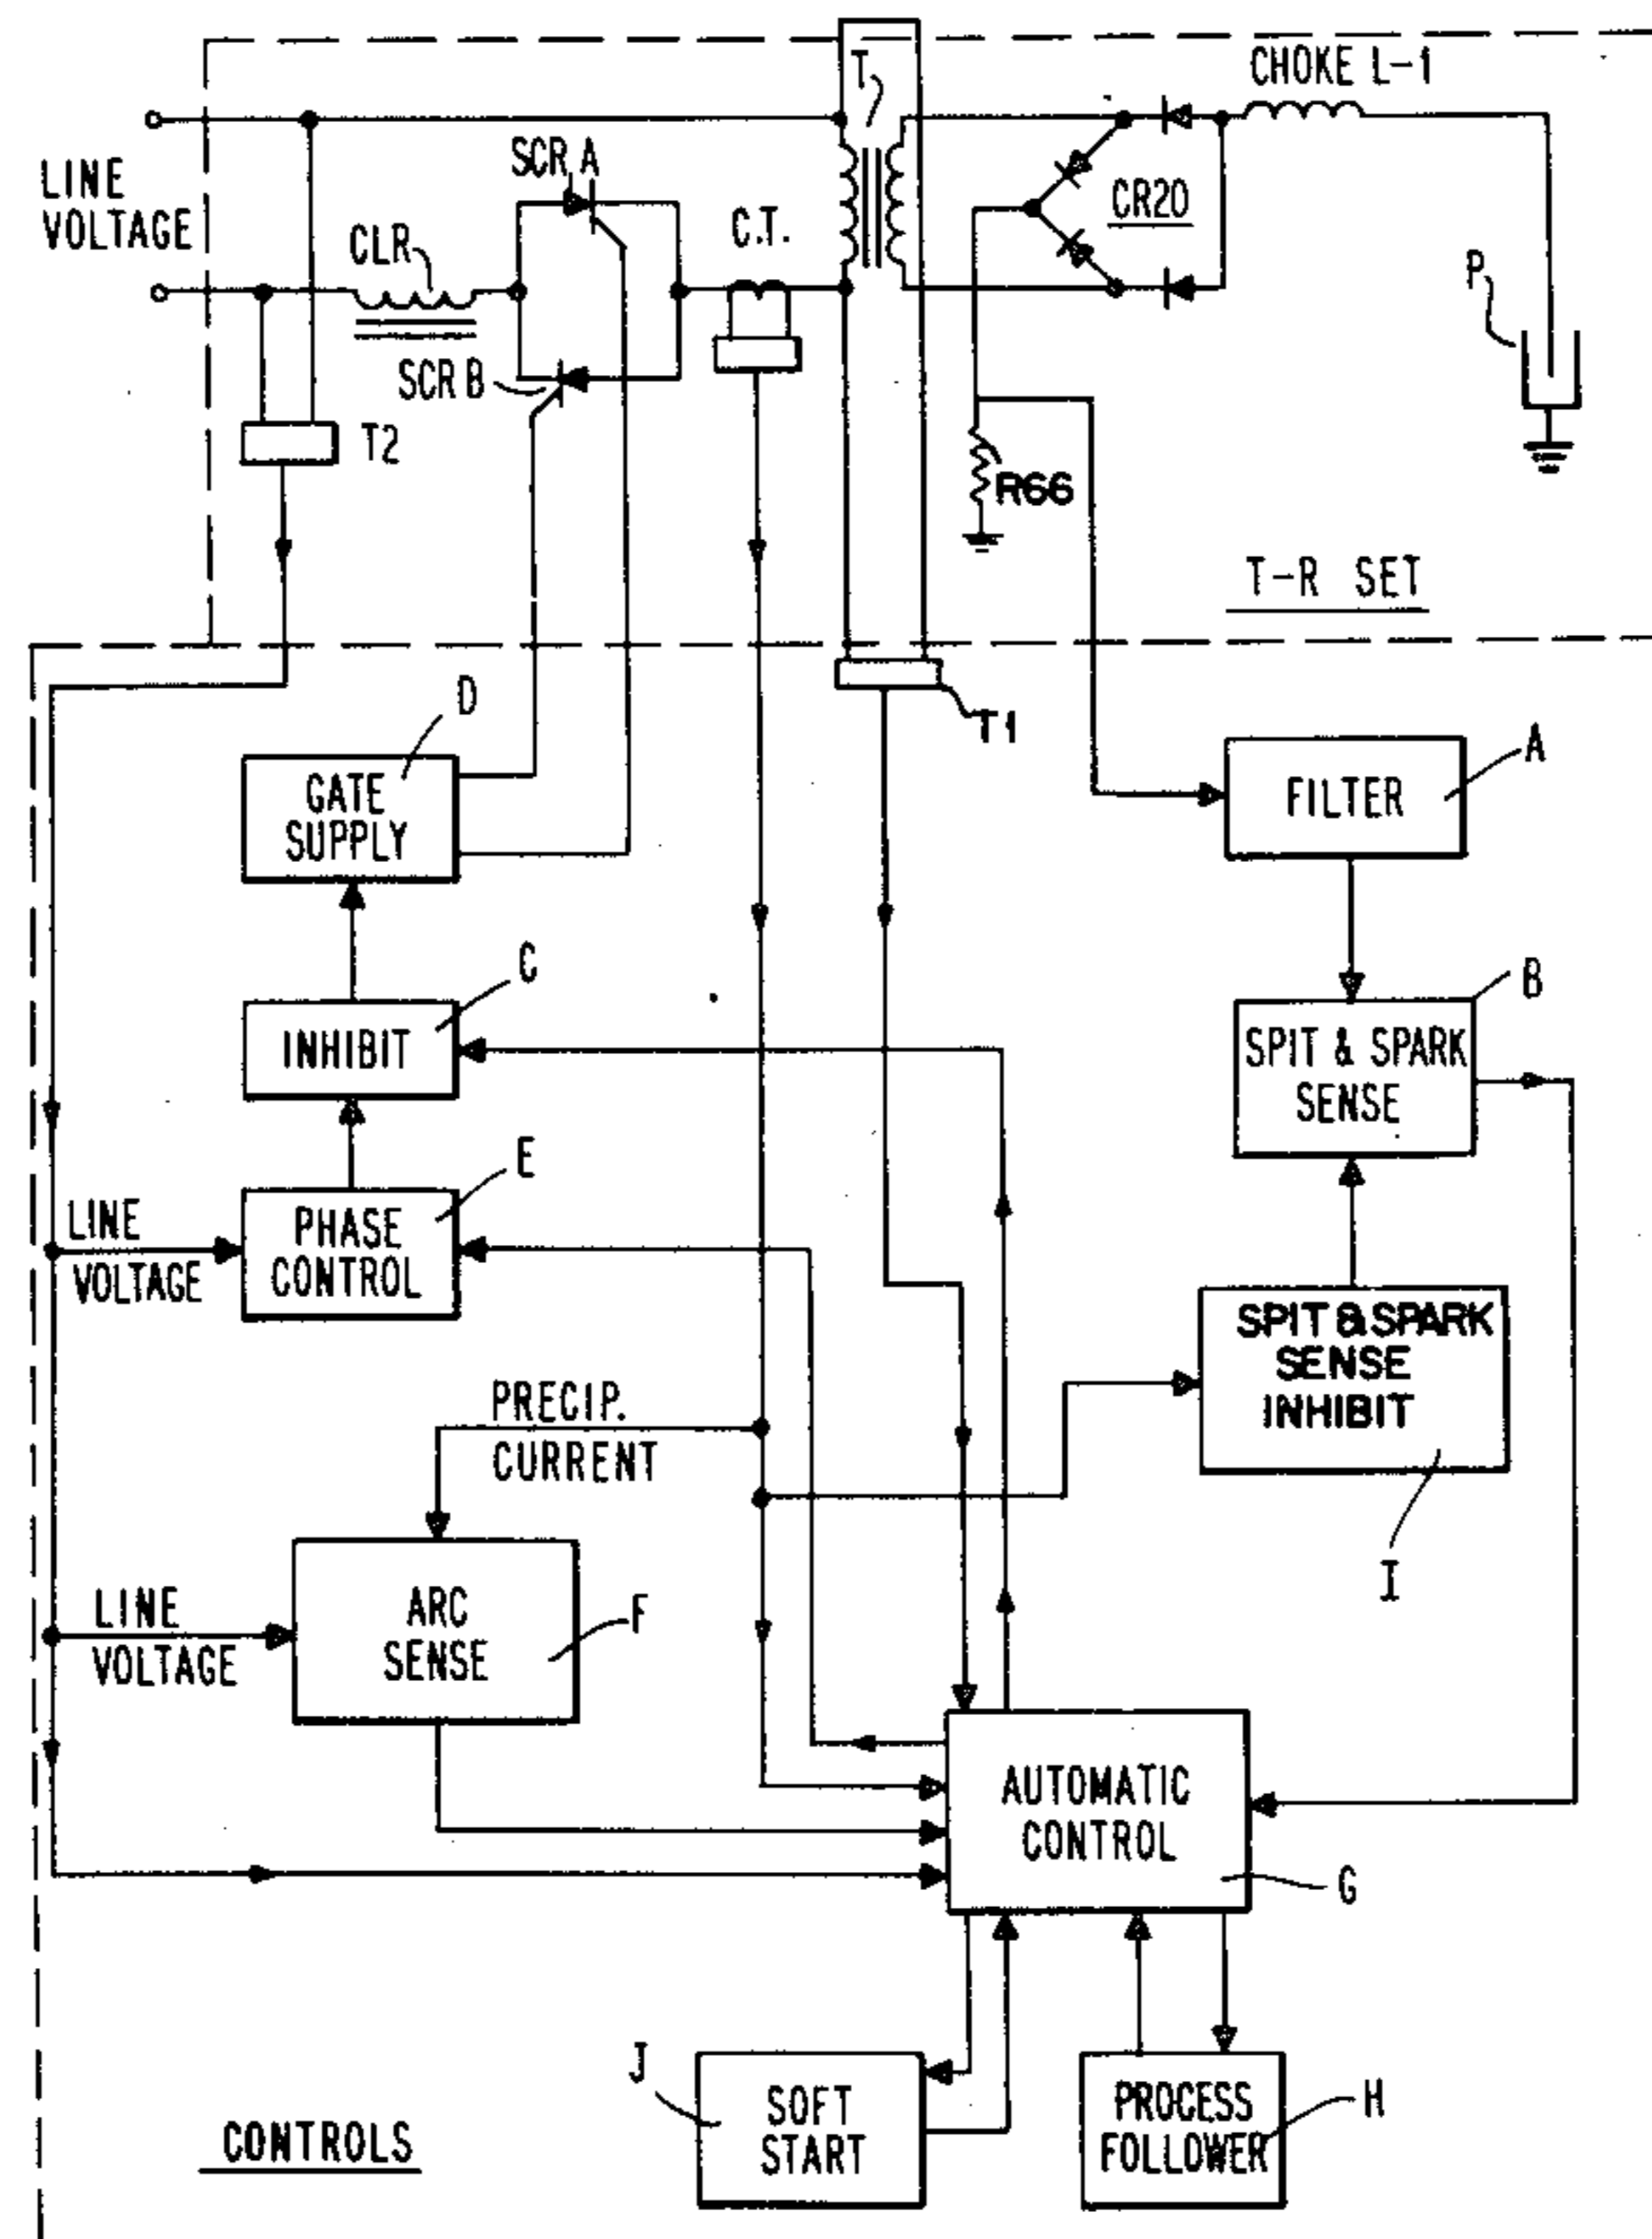 CHOKE L-1
T
SCR A
LINE
VOLTAGE
CLR
C.T.
CR20
P
SCR B
T2
R66
T-R SET
D
T1
GATE
SUPPLY
A
FILTER
C
B
INHIBIT
SPIT & SPARK
SENSE
E
LINE
VOLTAGE
PHASE
CONTROL
SPIT & SPARK
SENSE
INHIBIT
PRECIP.
CURRENT
I
LINE
VOLTAGE
ARC
SENSE
F
AUTOMATIC
CONTROL
G
J
SOFT
START
PROCESS
FOLLOWER
H
CONTROLS